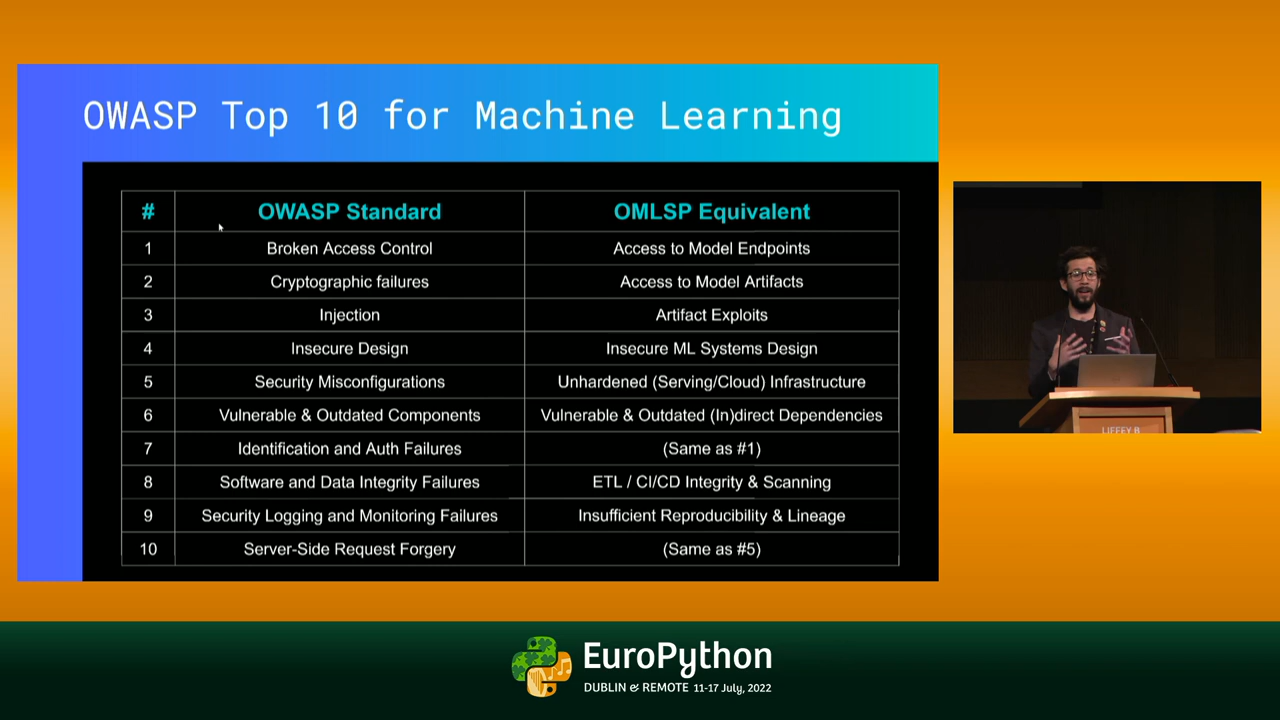 OWASP Top 10 for Machine Learning
# OWASP Standard OMLSP Equivalent
1 Broken Access Control Access to Model Endpoints
2 Cryptographic failures Access to Model Artifacts
3 Injection Artifact Exploits
4 Insecure Design Insecure ML Systems Design
5 Security Misconfigurations Unhardened (Serving/Cloud) Infrastructure
6 Vulnerable & Outdated Components Vulnerable & Outdated (In)direct Dependencies
7 Identification and Auth Failures (Same as #1)
8 Software and Data Integrity Failures ETL / CI/CD Integrity & Scanning
9 Security Logging and Monitoring Failures Insufficient Reproducibility & Lineage
10 Server-Side Request Forgery (Same as #5)
LIFFEY B
EuroPython
DUBLIN & REMOTE 11-17 July, 2022